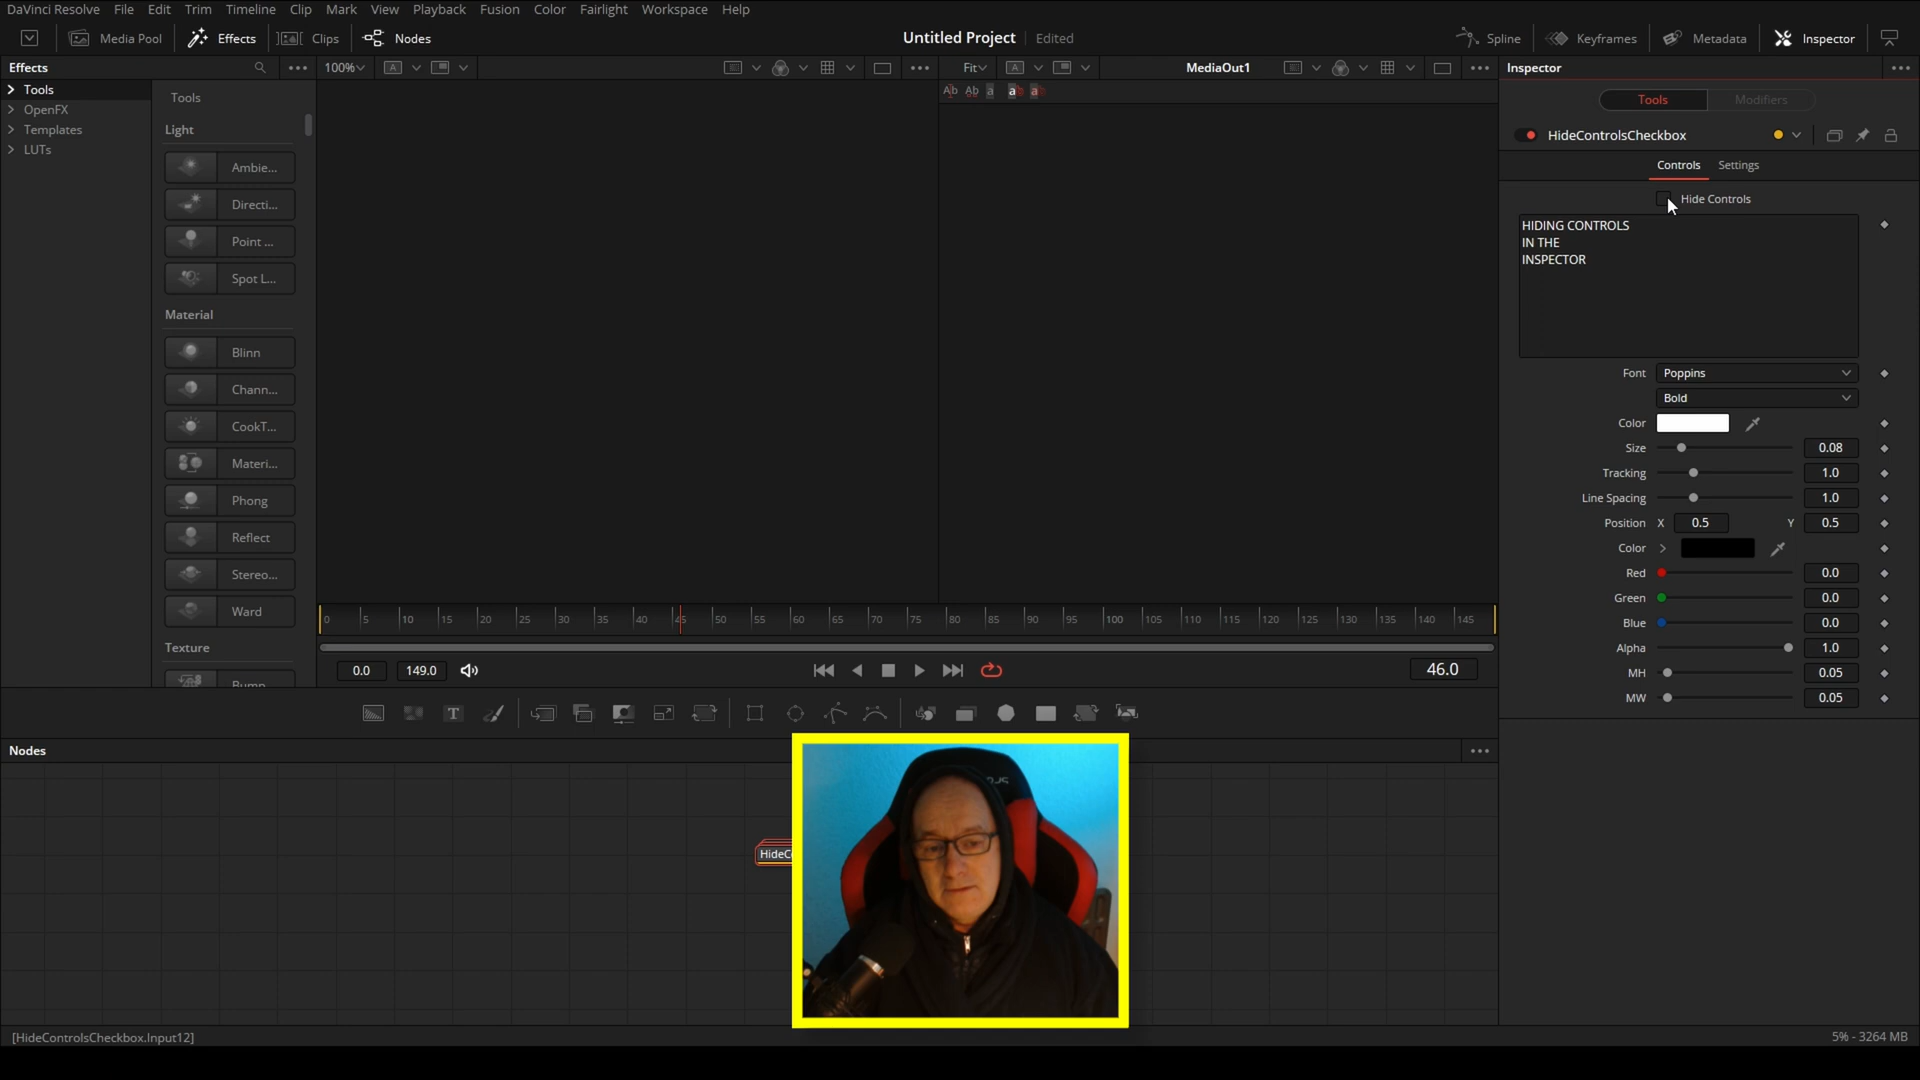 DaVinci Resolve File Edit Trim Timeline Clip Mark View Playback Fusion Color Fairlight Workspace Help
Media Pool Effects Clips Nodes Untitled Project Edited Spline Keyframes Metadata Inspector
Effects 100% Fit MediaOut1 Inspector
Tools
OpenFX
Templates
LUTs
Tools
Light
Ambie...
Directi...
Point ...
Spot L...
Material
Blinn
Chann...
CookT...
Materi...
Phong
Reflect
Stereo...
Ward
Texture
Bump
Ab Ab a ab ab
0 5 10 15 20 25 30 35 40 45 50 55 60 65 70 75 80 85 90 95 100 105 110 115 120 125 130 135 140 145
0.0 149.0 46.0
T
Nodes
HideC
Tools Modifiers
HideControlsCheckbox
Controls Settings
Hide Controls
HIDING CONTROLS
IN THE
INSPECTOR
Font Poppins
Bold
Color
Size 0.08
Tracking 1.0
Line Spacing 1.0
Position X 0.5 Y 0.5
Color
Red 0.0
Green 0.0
Blue 0.0
Alpha 1.0
MH 0.05
MW 0.05
[HideControlsCheckbox.Input12] 5% - 3264 MB